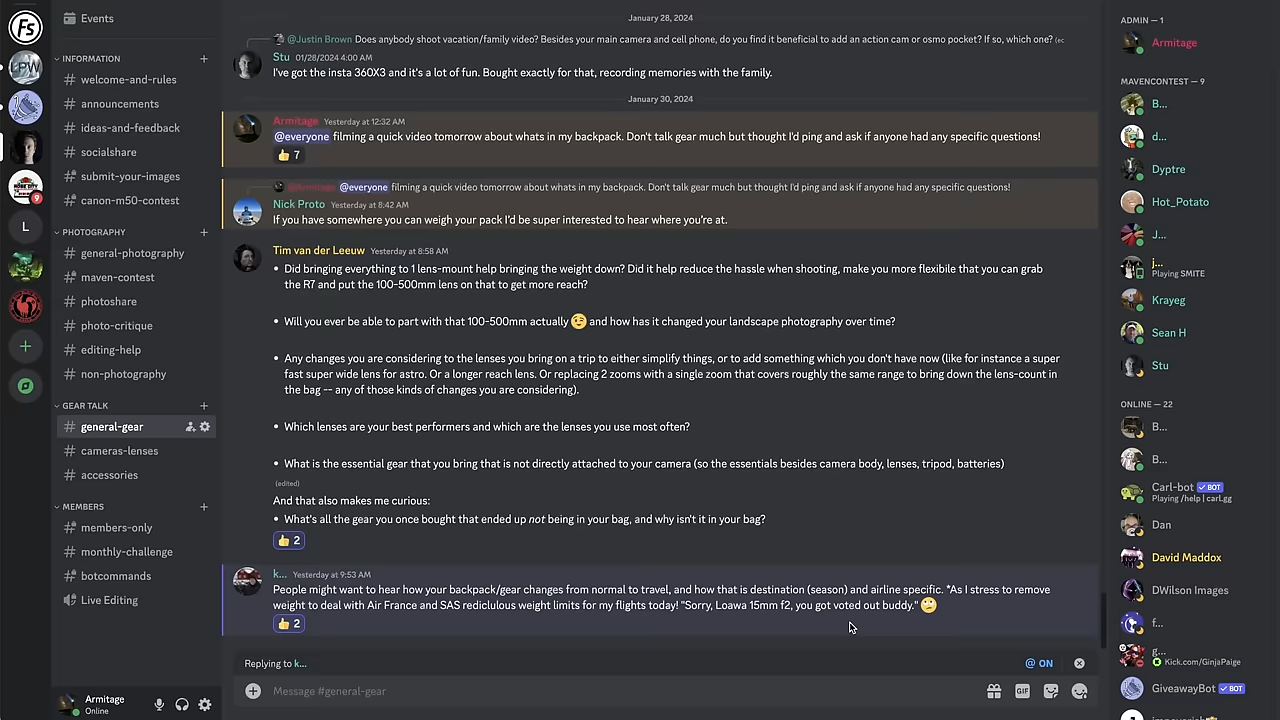 Fs
LPW
9
L
Events
INFORMATION
welcome-and-rules
announcements
ideas-and-feedback
socialshare
submit-your-images
canon-m50-contest
PHOTOGRAPHY
general-photography
maven-contest
photoshare
photo-critique
editing-help
non-photography
GEAR TALK
general-gear
cameras-lenses
accessories
MEMBERS
members-only
monthly-challenge
botcommands
Live Editing
Armitage
Online
January 28, 2024
@Justin Brown Does anybody shoot vacation/family video? Besides your main camera and cell phone, do you find it beneficial to add an action cam or osmo pocket? If so, which one? (ec
Stu 01/28/2024 4:00 AM
I've got the insta 360X3 and it's a lot of fun. Bought exactly for that, recording memories with the family.
January 30, 2024
Armitage Yesterday at 12:32 AM
@everyone filming a quick video tomorrow about whats in my backpack. Don't talk gear much but thought I'd ping and ask if anyone had any specific questions!
7
@Armitage @everyone filming a quick video tomorrow about whats in my backpack. Don't talk gear much but thought I'd ping and ask if anyone had any specific questions!
Nick Proto Yesterday at 8:42 AM
If you have somewhere you can weigh your pack I'd be super interested to hear where you're at.
Tim van der Leeuw Yesterday at 8:58 AM
• Did bringing everything to 1 lens-mount help bringing the weight down? Did it help reduce the hassle when shooting, make you more flexibile that you can grab
the R7 and put the 100-500mm lens on that to get more reach?
• Will you ever be able to part with that 100-500mm actually 😉 and how has it changed your landscape photography over time?
• Any changes you are considering to the lenses you bring on a trip to either simplify things, or to add something which you don't have now (like for instance a super
fast super wide lens for astro. Or a longer reach lens. Or replacing 2 zooms with a single zoom that covers roughly the same range to bring down the lens-count in
the bag -- any of those kinds of changes you are considering).
• Which lenses are your best performers and which are the lenses you use most often?
• What is the essential gear that you bring that is not directly attached to your camera (so the essentials besides camera body, lenses, tripod, batteries)
(edited)
And that also makes me curious:
• What's all the gear you once bought that ended up not being in your bag, and why isn't it in your bag?
2
k... Yesterday at 9:53 AM
People might want to hear how your backpack/gear changes from normal to travel, and how that is destination (season) and airline specific. *As I stress to remove
weight to deal with Air France and SAS rediclulous weight limits for my flights today! "Sorry, Loawa 15mm f2, you got voted out buddy." 🙄
2
Replying to k...
@ ON
Message #general-gear
GIF
ADMIN — 1
Armitage
MAVENCONTEST — 9
B...
d...
Dyptre
Hot_Potato
J...
j...
Playing SMITE
Krayeg
Sean H
Stu
ONLINE — 22
B...
B...
Carl-bot BOT
Playing /help | carl.gg
Dan
David Maddox
DWilson Images
f...
g...
Kick.com/GinjaPaige
GiveawayBot BOT